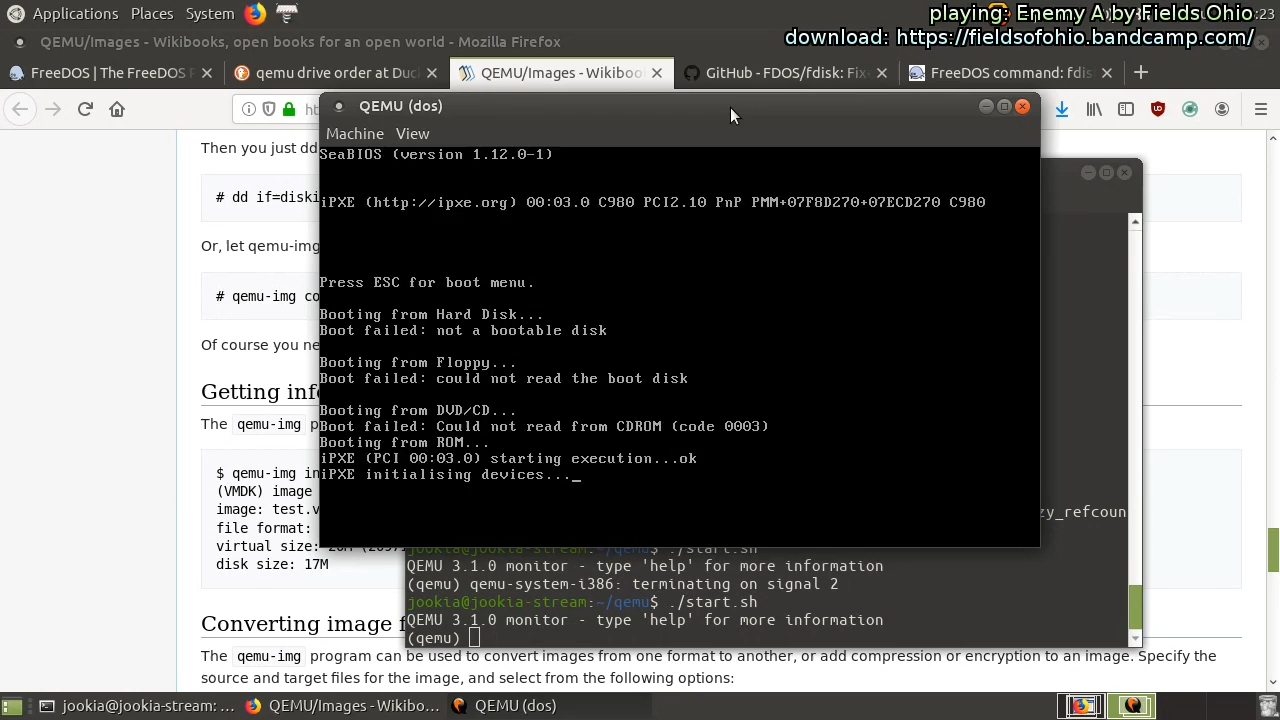 Applications Places System
playing: Enemy A by Fields Ohio
:23
download: https://fieldsofohio.bandcamp.com/
QEMU/Images - Wikibooks, open books for an open world - Mozilla Firefox
FreeDOS | The FreeDOS
qemu drive order at Duc
QEMU/Images - Wikiboo
GitHub - FDOS/fdisk: Fixe
FreeDOS command: fdis
QEMU (dos)
Machine View
Then you just dd
# dd if=diski
Or, let qemu-img
# qemu-img co
Of course you ne
Getting inf
The qemu-img p
$ qemu-img in
(VMDK) image
image: test.v
file format:
virtual size: 20M (2097
disk size: 17M
SeaBIOS (version 1.12.0-1)
iPXE (http://ipxe.org) 00:03.0 C980 PCI2.10 PnP PMM+07F8D270+07ECD270 C980
Press ESC for boot menu.
Booting from Hard Disk...
Boot failed: not a bootable disk
Booting from Floppy...
Boot failed: could not read the boot disk
Booting from DVD/CD...
Boot failed: Could not read from CDROM (code 0003)
Booting from ROM...
iPXE (PCI 00:03.0) starting execution...ok
iPXE initialising devices..._
zy_refcoun
jookia@jookia-stream:~/qemu$ ./start.sh
QEMU 3.1.0 monitor - type 'help' for more information
(qemu) qemu-system-i386: terminating on signal 2
jookia@jookia-stream:~/qemu$ ./start.sh
QEMU 3.1.0 monitor - type 'help' for more information
(qemu)
Converting image f
The qemu-img program can be used to convert images from one format to another, or add compression or encryption to an image. Specify the
source and target files for the image, and select from the following options:
jookia@jookia-stream: ...
QEMU/Images - Wikibo...
QEMU (dos)